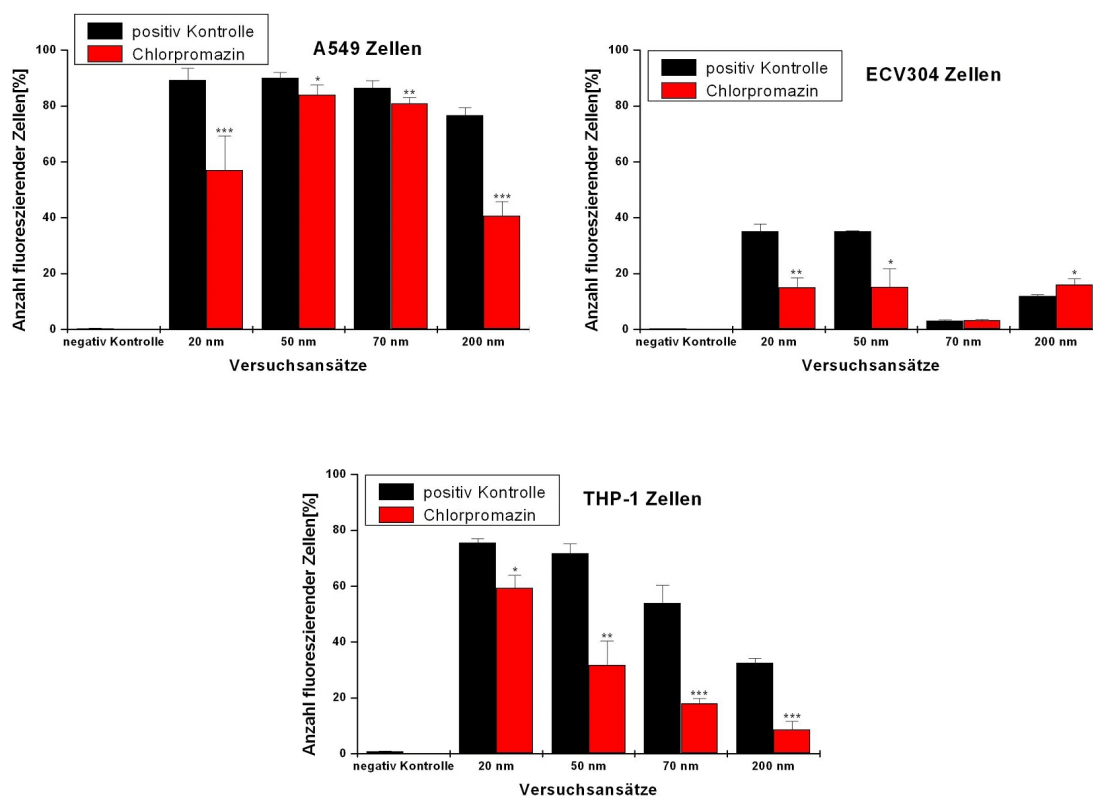 positiv Kontrolle
Chlorpromazin
A549 Zellen
Anzahl fluoreszierender Zellen[%]
100
80
60
40
20
0
***
*
**
***
negativ Kontrolle 20 nm 50 nm 70 nm 200 nm
Versuchsansätze
positiv Kontrolle
Chlorpromazin
ECV304 Zellen
Anzahl fluoreszierender Zellen[%]
100
80
60
40
20
0
**
*
*
negativ Kontrolle 20 nm 50 nm 70 nm 200 nm
Versuchsansätze
positiv Kontrolle
Chlorpromazin
THP-1 Zellen
Anzahl fluoreszierender Zellen[%]
100
80
60
40
20
0
*
**
***
***
negativ Kontrolle 20 nm 50 nm 70 nm 200 nm
Versuchsansätze